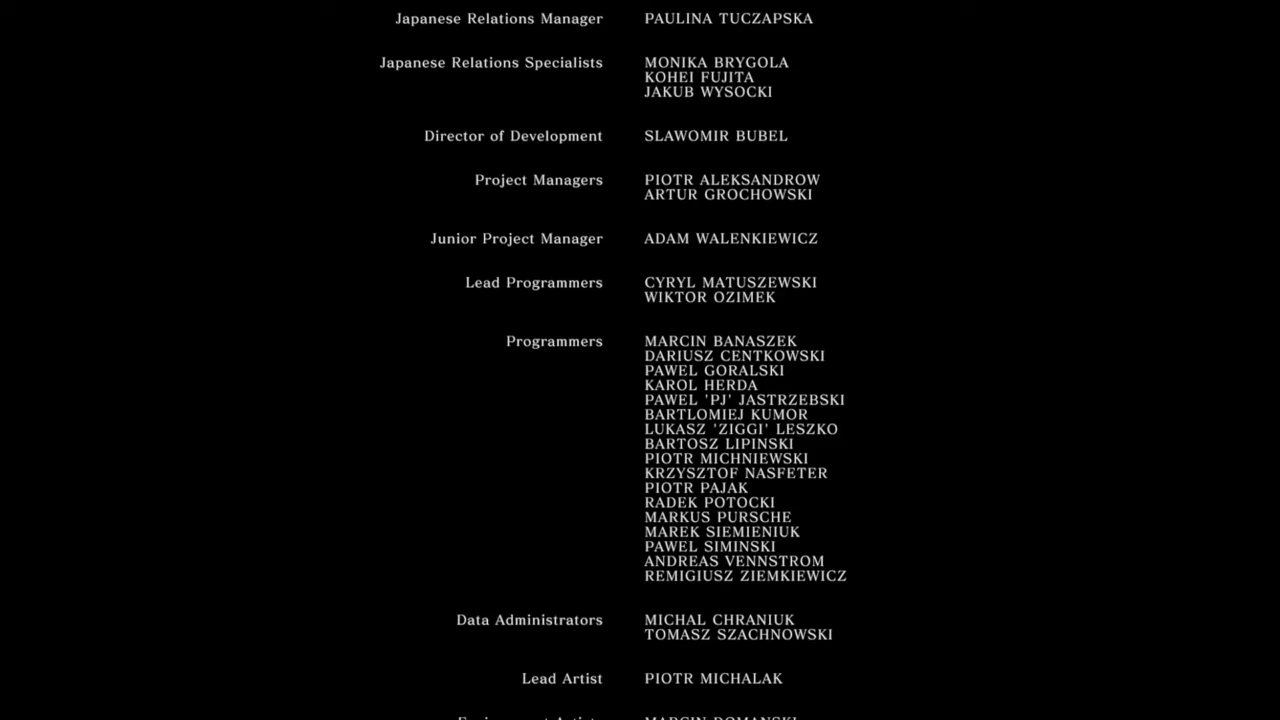 Japanese Relations Manager PAULINA TUCZAPSKA
Japanese Relations Specialists MONIKA BRYGOLA
KOHEI FUJITA
JAKUB WYSOCKI
Director of Development SLAWOMIR BUBEL
Project Managers PIOTR ALEKSANDROW
ARTUR GROCHOWSKI
Junior Project Manager ADAM WALENKIEWICZ
Lead Programmers CYRYL MATUSZEWSKI
WIKTOR OZIMEK
Programmers MARCIN BANASZEK
DARIUSZ CENTKOWSKI
PAWEL GORALSKI
KAROL HERDA
PAWEL 'PJ' JASTRZEBSKI
BARTLOMIEJ KUMOR
LUKASZ 'ZIGGI' LESZKO
BARTOSZ LIPINSKI
PIOTR MICHNIEWSKI
KRZYSZTOF NASFETER
PIOTR PAJAK
RADEK POTOCKI
MARKUS PURSCHE
MAREK SIEMIENIUK
PAWEL SIMINSKI
ANDREAS VENNSTROM
REMIGIUSZ ZIEMKIEWICZ
Data Administrators MICHAL CHRANIUK
TOMASZ SZACHNOWSKI
Lead Artist PIOTR MICHALAK
MARCIN DOMANSKI